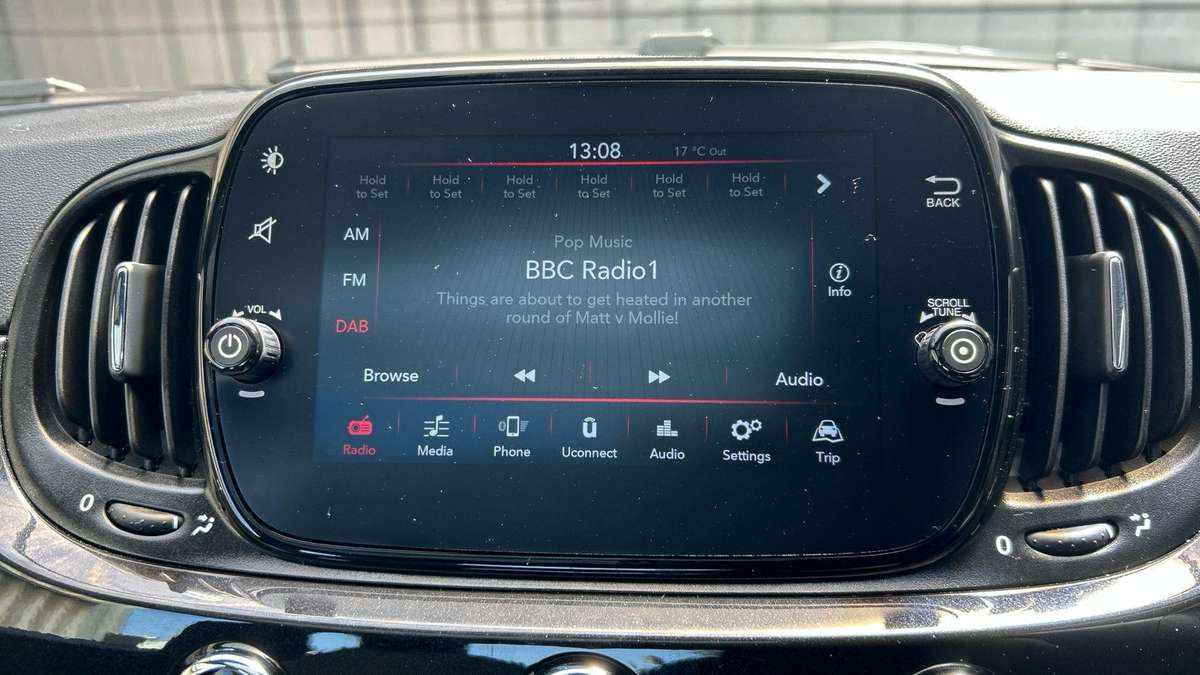 13:08
17 °C Out
Hold to Set
Hold to Set
Hold to Set
Hold to Set
Hold to Set
Hold to Set
BACK
AM
FM
DAB
Pop Music
BBC Radio1
Things are about to get heated in another
round of Matt v Mollie!
Info
VOL
SCROLL
TUNE
Browse
Audio
Radio
Media
Phone
Uconnect
Audio
Settings
Trip
0
0